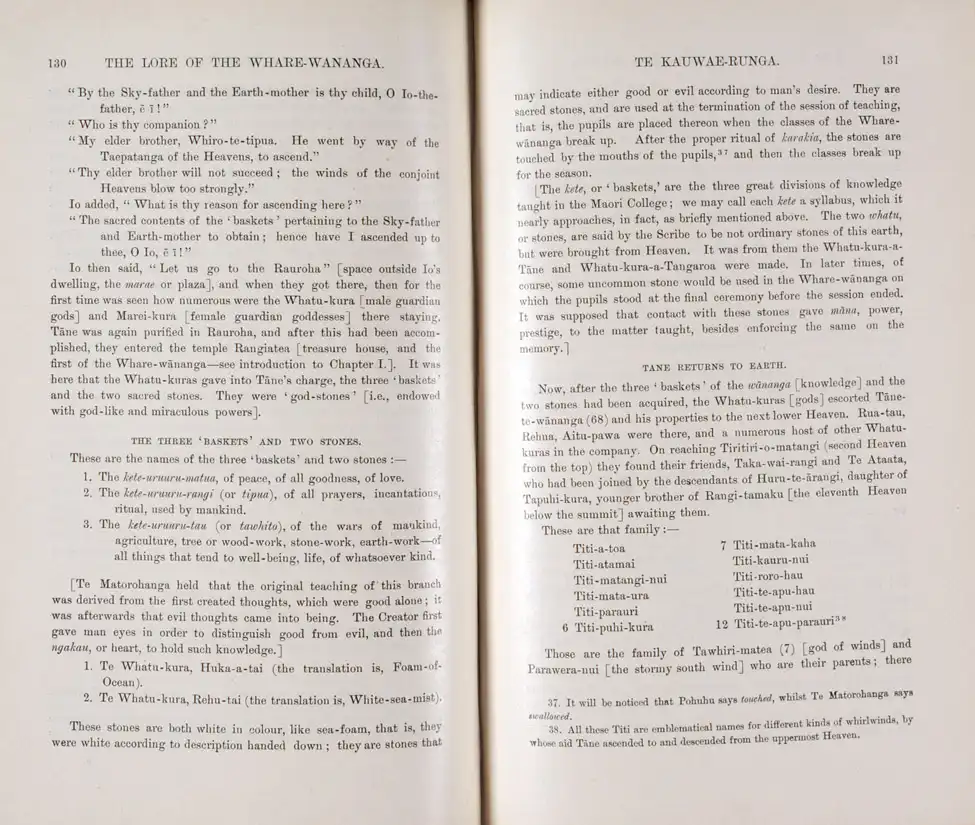 130 THE LORE OF THE WHARE-WANANGA.
“By the Sky-father and the Earth-mother is thy child, O Io-the-
father, ē ī!”
“Who is thy companion?”
“My elder brother, Whiro-te-tipua. He went by way of the
Taepatanga of the Heavens, to ascend.”
“Thy elder brother will not succeed; the winds of the conjoint
Heavens blow too strongly.”
Io added, “What is thy reason for ascending here?”
“The sacred contents of the ‘baskets’ pertaining to the Sky-father
and Earth-mother to obtain; hence have I ascended up to
thee, O Io, ē ī!”
Io then said, “Let us go to the Rauroha” [space outside Io’s
dwelling, the marae or plaza], and when they got there, then for the
first time was seen how numerous were the Whatu-kura [male guardian
gods] and Marei-kura [female guardian goddesses] there staying.
Tāne was again purified in Rauroha, and after this had been accom-
plished, they entered the temple Rangiatea [treasure house, and the
first of the Whare-wānanga—see introduction to Chapter I.]. It was
here that the Whatu-kuras gave into Tāne’s charge, the three ‘baskets’
and the two sacred stones. They were ‘god-stones’ [i.e., endowed
with god-like and miraculous powers].
THE THREE ‘BASKETS’ AND TWO STONES.
These are the names of the three ‘baskets’ and two stones:—
1. The kete-uruuru-matua, of peace, of all goodness, of love.
2. The kete-uruuru-rangi (or tipua), of all prayers, incantations,
ritual, used by mankind.
3. The kete-uruuru-tau (or tawhito), of the wars of mankind,
agriculture, tree or wood-work, stone-work, earth-work—of
all things that tend to well-being, life, of whatsoever kind.
[Te Matorohanga held that the original teaching of this branch
was derived from the first created thoughts, which were good alone; it
was afterwards that evil thoughts came into being. The Creator first
gave man eyes in order to distinguish good from evil, and then the
ngakau, or heart, to hold such knowledge.]
1. Te Whatu-kura, Huka-a-tai (the translation is, Foam-of-
Ocean).
2. Te Whatu-kura, Rehu-tai (the translation is, White-sea-mist).
These stones are both white in colour, like sea-foam, that is, they
were white according to description handed down; they are stones that
TE KAUWAE-RUNGA. 131
may indicate either good or evil according to man’s desire. They are
sacred stones, and are used at the termination of the session of teaching,
that is, the pupils are placed thereon when the classes of the Whare-
wānanga break up. After the proper ritual of karakia, the stones are
touched by the mouths of the pupils,37 and then the classes break up
for the season.
[The kete, or ‘baskets,’ are the three great divisions of knowledge
taught in the Maori College; we may call each kete a syllabus, which it
nearly approaches, in fact, as briefly mentioned above. The two whatu,
or stones, are said by the Scribe to be not ordinary stones of this earth,
but were brought from Heaven. It was from them the Whatu-kura-a-
Tāne and Whatu-kura-a-Tangaroa were made. In later times, of
course, some uncommon stone would be used in the Whare-wānanga on
which the pupils stood at the final ceremony before the session ended.
It was supposed that contact with these stones gave māna, power,
prestige, to the matter taught, besides enforcing the same on the
memory.]
TANE RETURNS TO EARTH.
Now, after the three ‘baskets’ of the wānanga [knowledge] and the
two stones had been acquired, the Whatu-kuras [gods] escorted Tāne-
te-wānanga (68) and his properties to the next lower Heaven. Rua-tau,
Rehua, Aitu-pawa were there, and a numerous host of other Whatu-
kuras in the company. On reaching Tiritiri-o-matangi (second Heaven
from the top) they found their friends, Taka-wai-rangi and Te Ataata,
who had been joined by the descendants of Huru-te-ārangi, daughter of
Tapuhi-kura, younger brother of Rangi-tamaku [the eleventh Heaven
below the summit] awaiting them.
These are that family:—
Titi-a-toa
Titi-atamai
Titi-matangi-nui
Titi-mata-ura
Titi-parauri
6 Titi-puhi-kura
7 Titi-mata-kaha
Titi-kauru-nui
Titi-roro-hau
Titi-te-apu-hau
Titi-te-apu-nui
12 Titi-te-apu-parauri38
Those are the family of Tawhiri-matea (7) [god of winds] and
Parawera-nui [the stormy south wind] who are their parents; there
37. It will be noticed that Pohuhu says touched, whilst Te Matorohanga says
swallowed.
38. All these Titi are emblematical names for different kinds of whirlwinds, by
whose aid Tāne ascended to and descended from the uppermost Heaven.